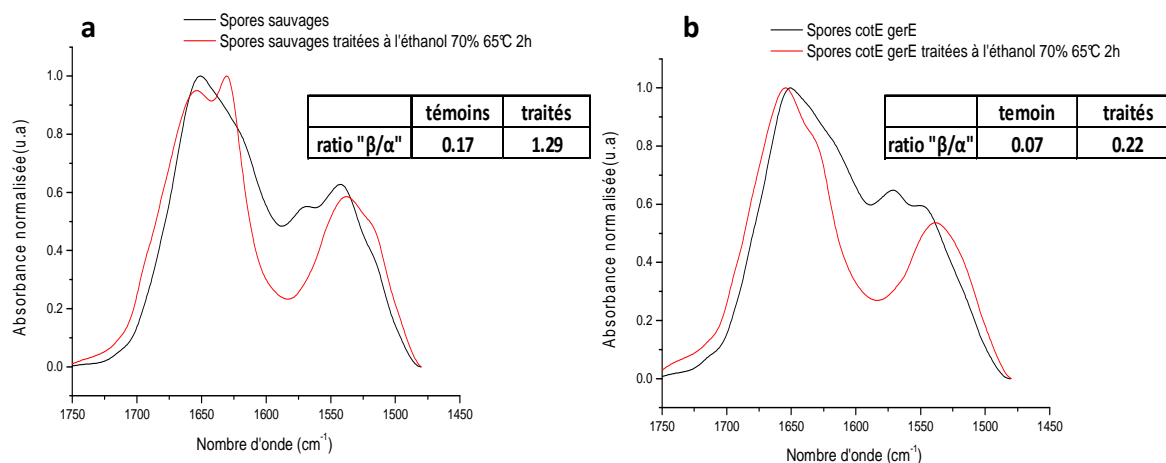 a
Spores sauvages
Spores sauvages traitées à l'éthanol 70% 65°C 2h
témoins traités
ratio "β/α" 0.17 1.29
Absorbance normalisée (u.a)
1.0
0.8
0.6
0.4
0.2
0.0
1750 1700 1650 1600 1550 1500 1450
Nombre d'onde (cm-1)
b
Spores cotE gerE
Spores cotE gerE traitées à l'éthanol 70% 65°C 2h
temoin traités
ratio "β/α" 0.07 0.22
Absorbance normalisée (u.a)
1.0
0.8
0.6
0.4
0.2
0.0
1750 1700 1650 1600 1550 1500 1450
Nombre d'onde (cm-1)